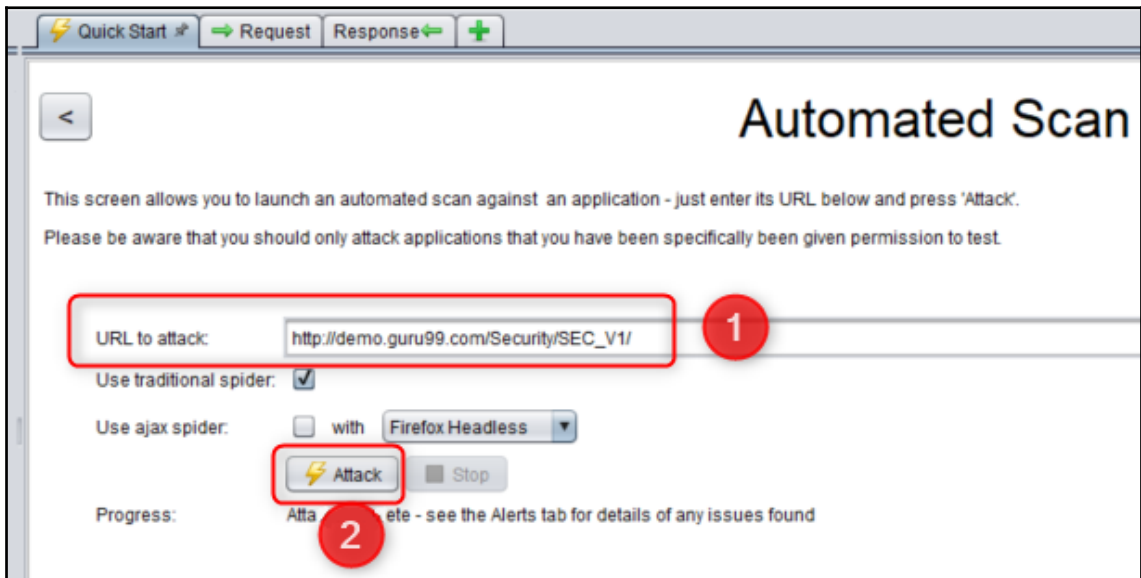 Quick Start Request Response
<
Automated Scan
This screen allows you to launch an automated scan against an application - just enter its URL below and press 'Attack'.
Please be aware that you should only attack applications that you have been specifically been given permission to test.
URL to attack: http://demo.guru99.com/Security/SEC_V1/ 1
Use traditional spider:
Use ajax spider: with Firefox Headless
Attack Stop
Progress: Atta ete - see the Alerts tab for details of any issues found
2